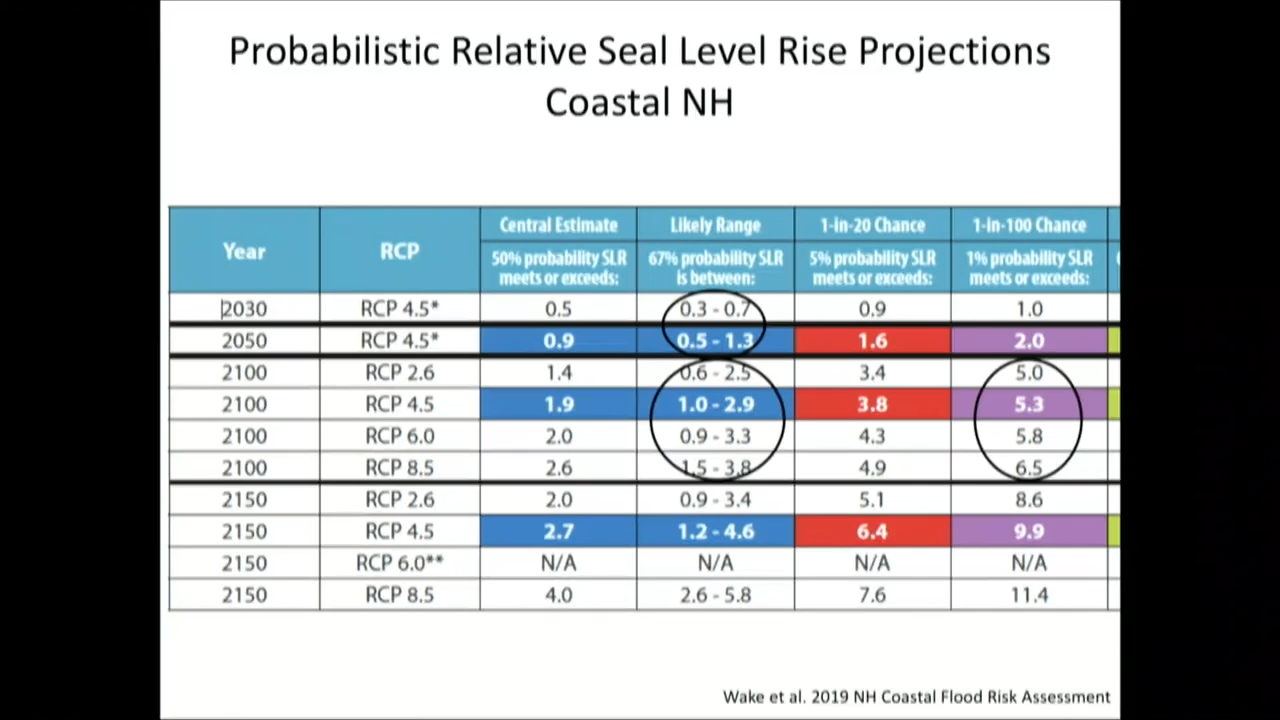 Probabilistic Relative Seal Level Rise Projections
Coastal NH
Year RCP Central Estimate Likely Range 1-in-20 Chance 1-in-100 Chance
50% probability SLR meets or exceeds: 67% probability SLR is between: 5% probability SLR meets or exceeds: 1% probability SLR meets or exceeds:
2030 RCP 4.5* 0.5 0.3 - 0.7 0.9 1.0
2050 RCP 4.5* 0.9 0.5 - 1.3 1.6 2.0
2100 RCP 2.6 1.4 0.6 - 2.5 3.4 5.0
2100 RCP 4.5 1.9 1.0 - 2.9 3.8 5.3
2100 RCP 6.0 2.0 0.9 - 3.3 4.3 5.8
2100 RCP 8.5 2.6 1.5 - 3.8 4.9 6.5
2150 RCP 2.6 2.0 0.9 - 3.4 5.1 8.6
2150 RCP 4.5 2.7 1.2 - 4.6 6.4 9.9
2150 RCP 6.0** N/A N/A N/A N/A
2150 RCP 8.5 4.0 2.6 - 5.8 7.6 11.4
Wake et al. 2019 NH Coastal Flood Risk Assessment